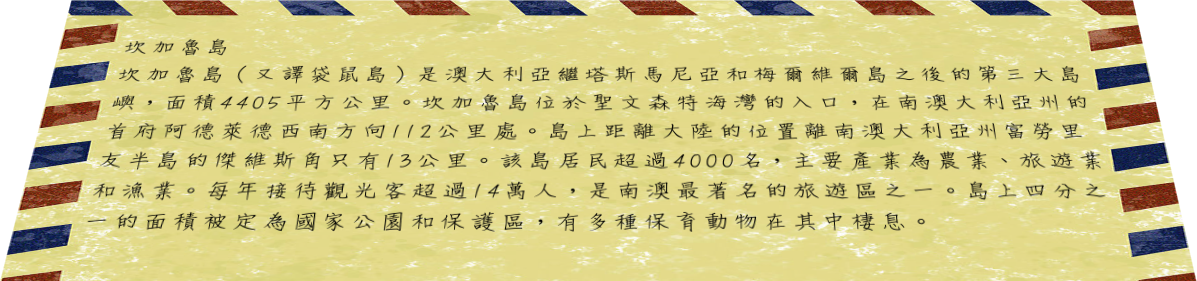 坎加魯島
坎加魯島（又譯袋鼠島）是澳大利亞繼塔斯馬尼亞和梅爾維爾島之後的第三大島
嶼，面積4405平方公里。坎加魯島位於聖文森特海灣的入口，在南澳大利亞州的
首府阿德萊德西南方向112公里處。島上距離大陸的位置離南澳大利亞州富勞里
友半島的傑維斯角只有13公里。該島居民超過4000名，主要產業為農業、旅遊業
和漁業。每年接待觀光客超過14萬人，是南澳最著名的旅遊區之一。島上四分之
一的面積被定為國家公園和保護區，有多種保育動物在其中棲息。